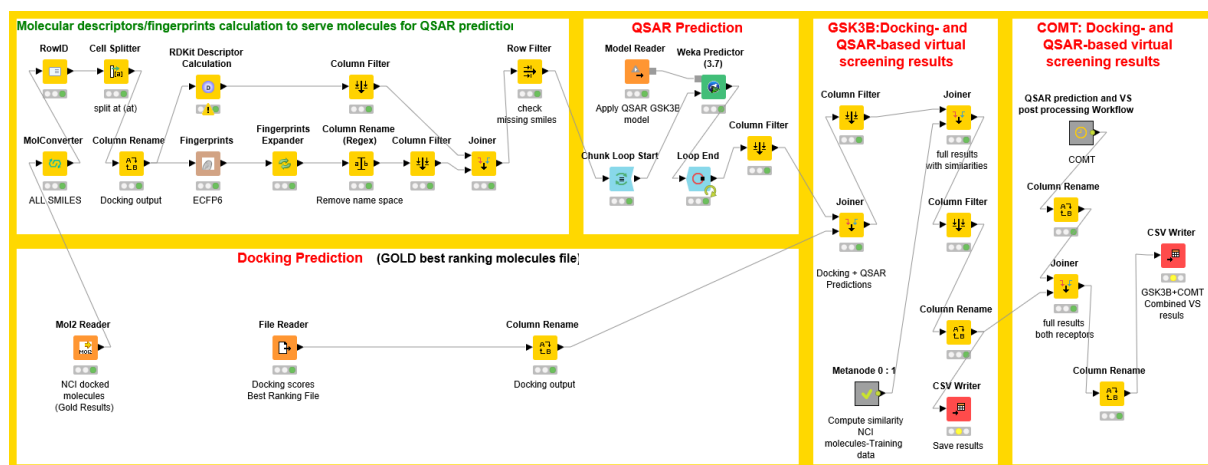 Molecular descriptors/fingerprints calculation to serve molecules for QSAR prediction
RowID
Cell Splitter
split at (at)
RDKit Descriptor
Calculation
Column Filter
Row Filter
check
missing smiles
MolConverter
ALL SMILES
Column Rename
Docking output
Fingerprints
ECFP6
Fingerprints
Expander
Column Rename
(Regex)
Remove name space
Column Filter
Joiner
QSAR Prediction
Model Reader
Apply QSAR GSK3B
model
Weka Predictor
(3.7)
Chunk Loop Start
Loop End
Column Filter
Docking Prediction (GOLD best ranking molecules file)
Mol2 Reader
MOL2
NCI docked
molecules
(Gold Results)
File Reader
Docking scores
Best Ranking File
Column Rename
Docking output
GSK3B:Docking- and
QSAR-based virtual
screening results
Column Filter
Joiner
full results
with similarities
Joiner
Docking + QSAR
Predictions
Column Filter
Column Rename
Metanode 0 : 1
Compute similarity
NCI
molecules-Training
data
CSV Writer
Save results
COMT: Docking- and
QSAR-based virtual
screening results
QSAR prediction and VS
post processing Workflow
COMT
Column Rename
Joiner
full results
both receptors
CSV Writer
GSK3B+COMT
Combined VS
resuls
Column Rename